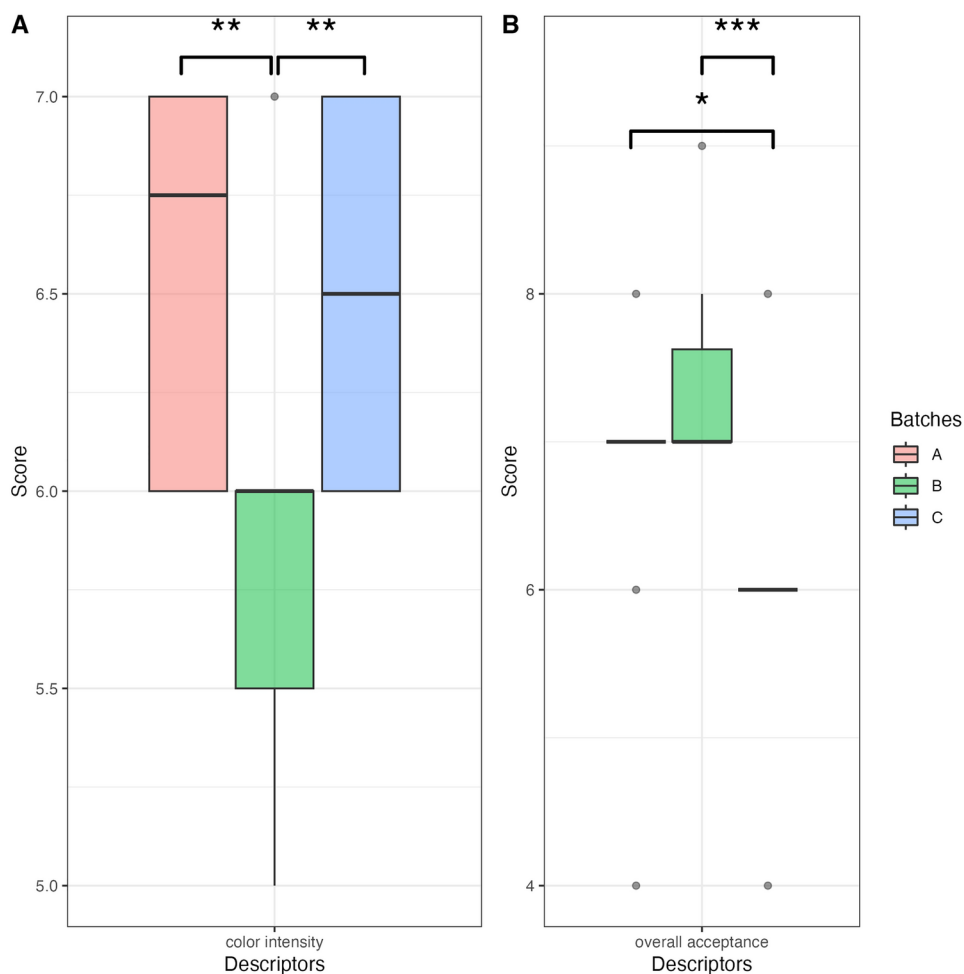 A
B
** **
***
*
7.0
6.5
6.0
5.5
5.0
Score
color intensity
Descriptors
8
6
4
Score
overall acceptance
Descriptors
Batches
A
B
C